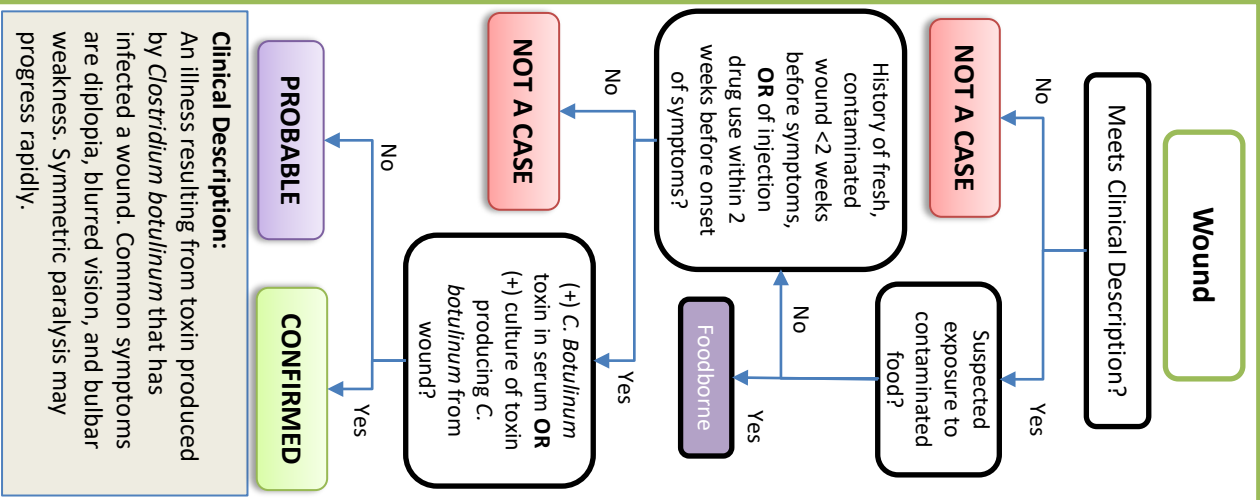 Wound
Meets Clinical Description?
No
Yes
NOT A CASE
Suspected
exposure to
contaminated
food?
No
Yes
History of fresh,
contaminated
wound <2 weeks
before symptoms,
OR of injection
drug use within 2
weeks before onset
of symptoms?
Foodborne
No
Yes
NOT A CASE
(+) C. Botulinum
toxin in serum OR
(+) culture of toxin
producing C.
botulinum from
wound?
No
Yes
PROBABLE
CONFIRMED
Clinical Description:
An illness resulting from toxin produced
by Clostridium botulinum that has
infected a wound. Common symptoms
are diplopia, blurred vision, and bulbar
weakness. Symmetric paralysis may
progress rapidly.